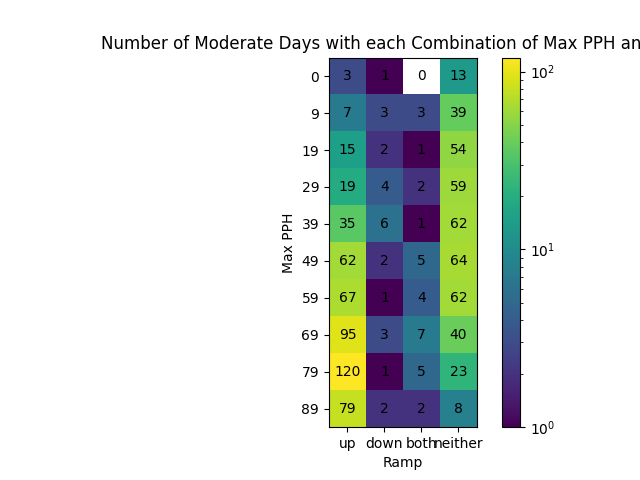 Number of Moderate Days with each Combination of Max PPH an
0 3 1 0 13
9 7 3 3 39
19 15 2 1 54
29 19 4 2 59
39 35 6 1 62
49 62 2 5 64
59 67 1 4 62
69 95 3 7 40
79 120 1 5 23
89 79 2 2 8
up down both neither
Ramp
Max PPH
10²
10¹
10⁰